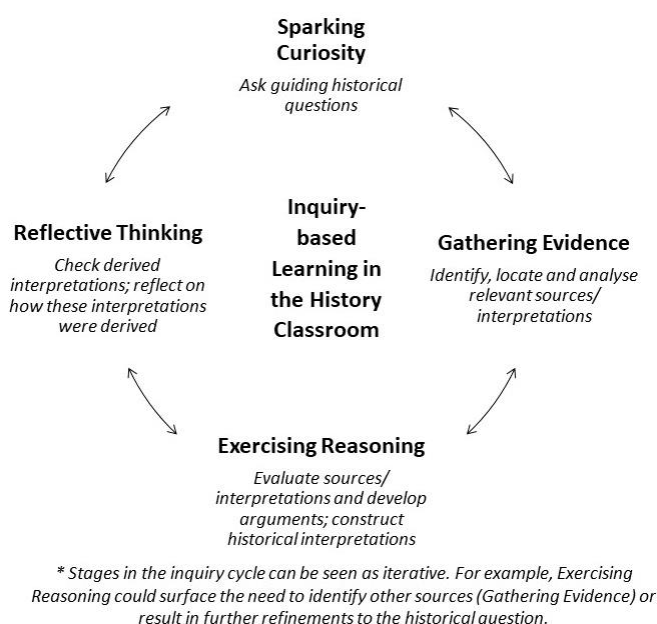 Sparking
Curiosity
Ask guiding historical
questions
Reflective Thinking
Check derived
interpretations; reflect on
how these interpretations
were derived
Inquiry-
based
Learning in
the History
Classroom
Gathering Evidence
Identify, locate and analyse
relevant sources/
interpretations
Exercising Reasoning
Evaluate sources/
interpretations and develop
arguments; construct
historical interpretations
* Stages in the inquiry cycle can be seen as iterative. For example, Exercising
Reasoning could surface the need to identify other sources (Gathering Evidence) or
result in further refinements to the historical question.